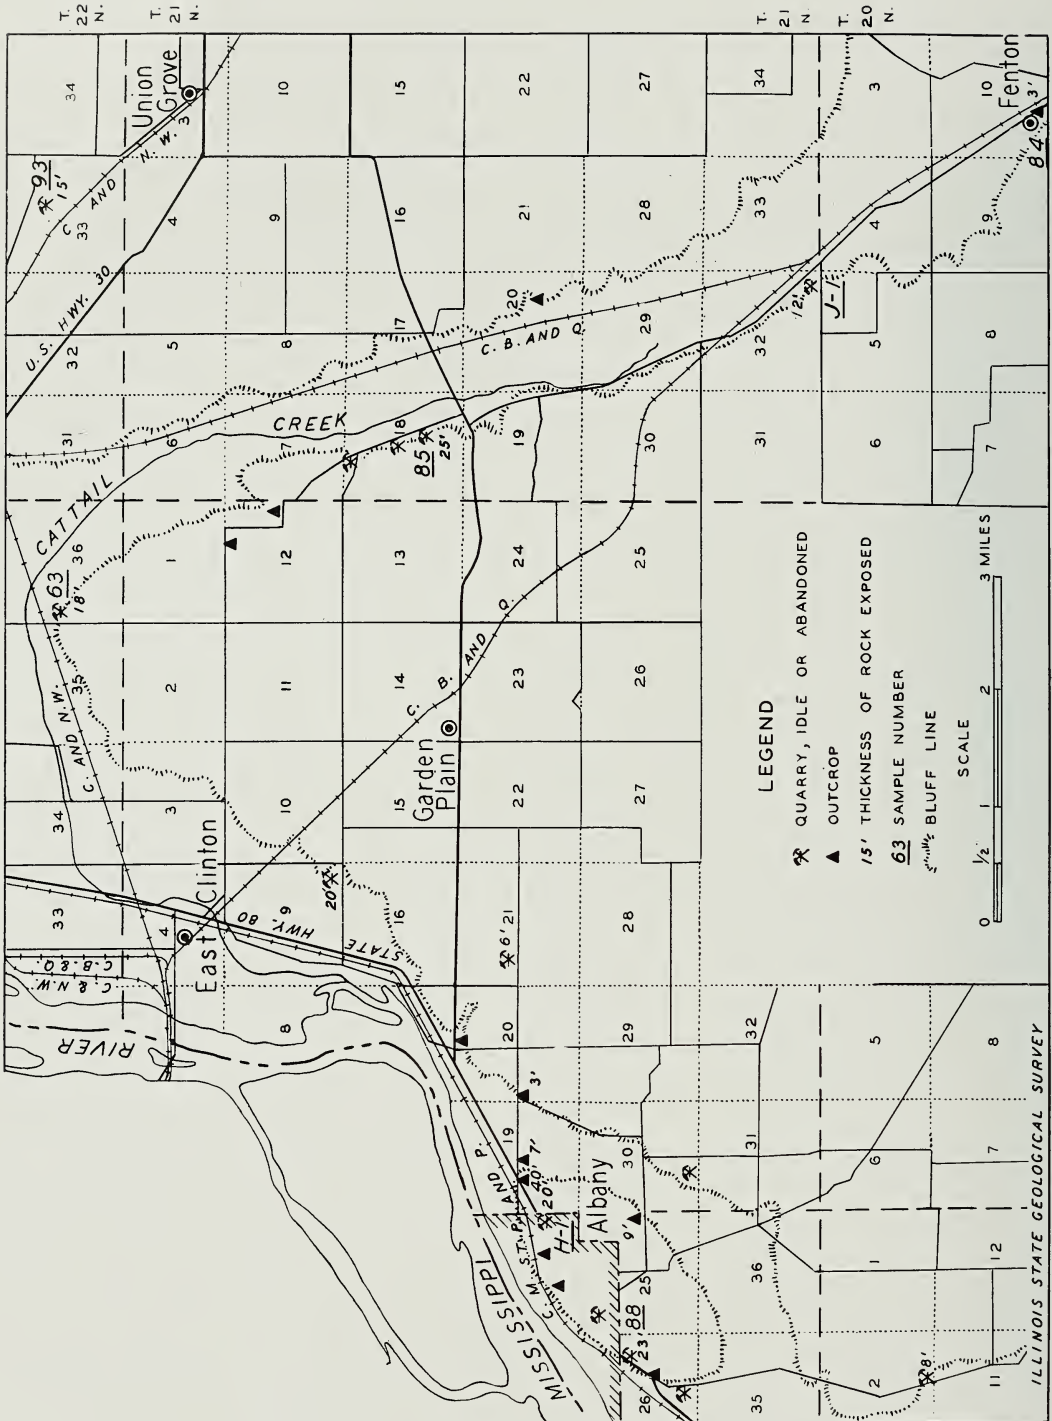 T.
22
N.
T.
21
N.
T.
21
N.
T.
20
N.
34
Union
Grove
3
10
15
22
27
34
3
10
Fenton
3'
84
93
15'
33
C. AND N. W.
4
9
16
21
28
33
4
9
U.S. HWY. 30
32
5
8
17
20
29
32
5
8
C. B. AND Q.
12'
J-1
31
6
7
18
19
30
31
6
7
CATTAIL CREEK
85
25'
36
63
18'
1
12
13
24
25
35
2
11
14
23
26
C. AND N.W.
C. B. AND Q.
Garden
Plain
34
3
10
15
22
27
33
4
9
16
21
28
East Clinton
20'
STATE HWY. 80
6'
C. & N.W.
C. B. & Q.
8
20
29
32
5
8
MISSISSIPPI RIVER
3'
19
30
31
6
7
7'
40'
20'
C. M. S.T. P. AND P.
H-1
Albany
9'
25
36
1
12
88
23'
26
35
2
11
8'
LEGEND
QUARRY, IDLE OR ABANDONED
OUTCROP
15' THICKNESS OF ROCK EXPOSED
63 SAMPLE NUMBER
BLUFF LINE
SCALE
0 1/2 1 2 3 MILES
ILLINOIS STATE GEOLOGICAL SURVEY